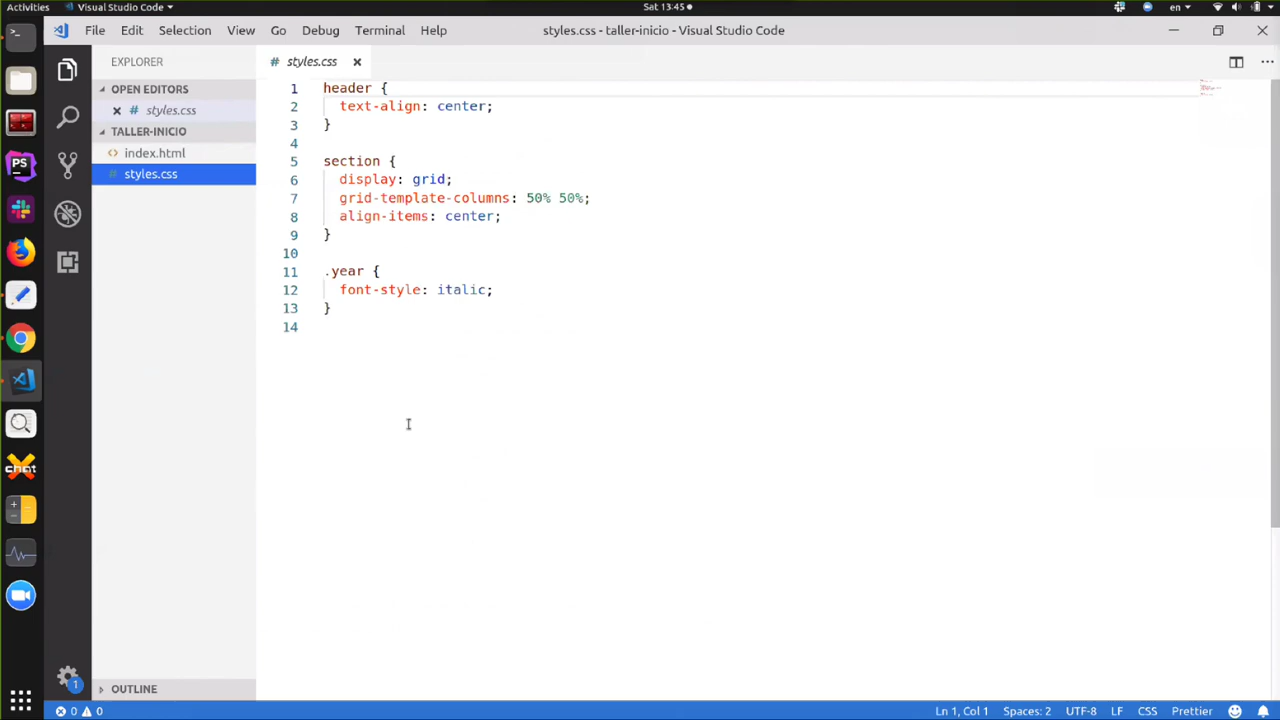 Activities
Visual Studio Code
Sat 13:45
en
File Edit Selection View Go Debug Terminal Help
styles.css - taller-inicio - Visual Studio Code
EXPLORER
OPEN EDITORS
# styles.css
TALLER-INICIO
<> index.html
# styles.css
OUTLINE
# styles.css
1 header {
2 text-align: center;
3 }
4
5 section {
6 display: grid;
7 grid-template-columns: 50% 50%;
8 align-items: center;
9 }
10
11 .year {
12 font-style: italic;
13 }
14
PS
chat
1
0 0
Ln 1, Col 1
Spaces: 2
UTF-8
LF
CSS
Prettier